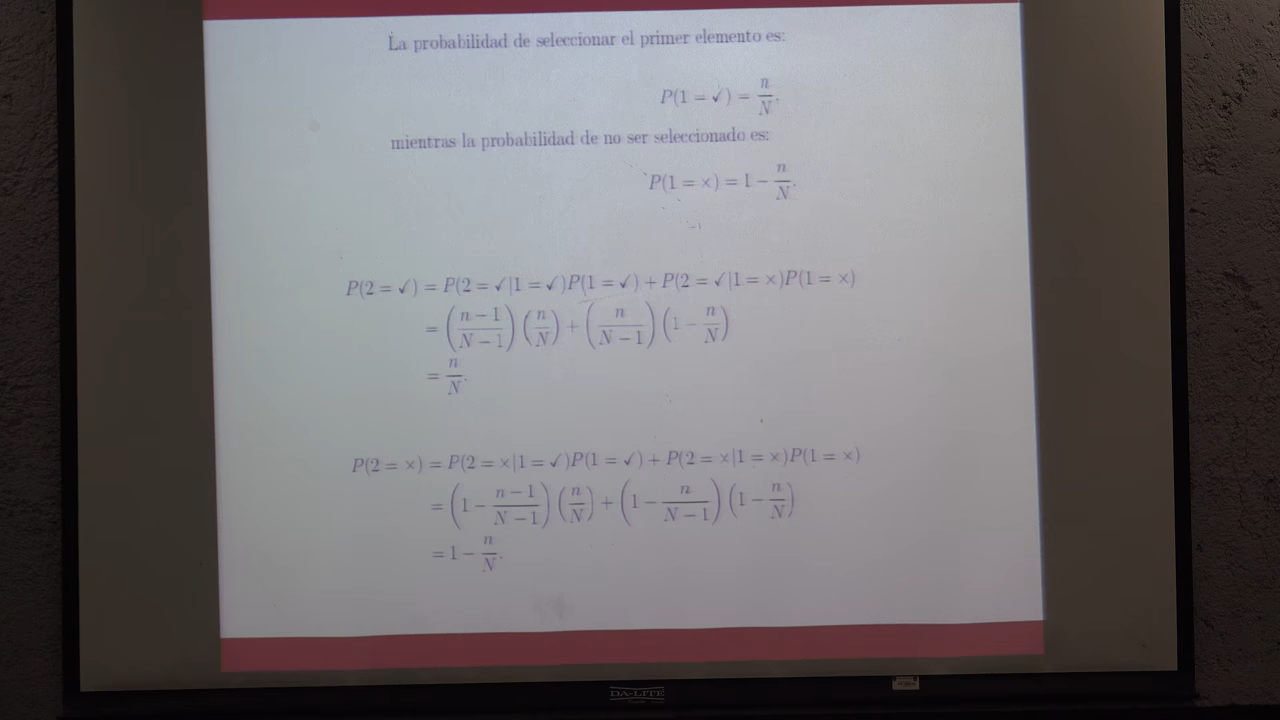 La probabilidad de seleccionar el primer elemento es:
P(1 = ✓) = n/N,
mientras la probabilidad de no ser seleccionado es:
P(1 = ×) = 1 − n/N.
P(2 = ✓) = P(2 = ✓|1 = ✓)P(1 = ✓) + P(2 = ✓|1 = ×)P(1 = ×)
= ((n − 1)/(N − 1)) (n/N) + (n/(N − 1)) (1 − n/N)
= n/N.
P(2 = ×) = P(2 = ×|1 = ✓)P(1 = ✓) + P(2 = ×|1 = ×)P(1 = ×)
= (1 − (n − 1)/(N − 1)) (n/N) + (1 − n/(N − 1)) (1 − n/N)
= 1 − n/N.
DA-LITE